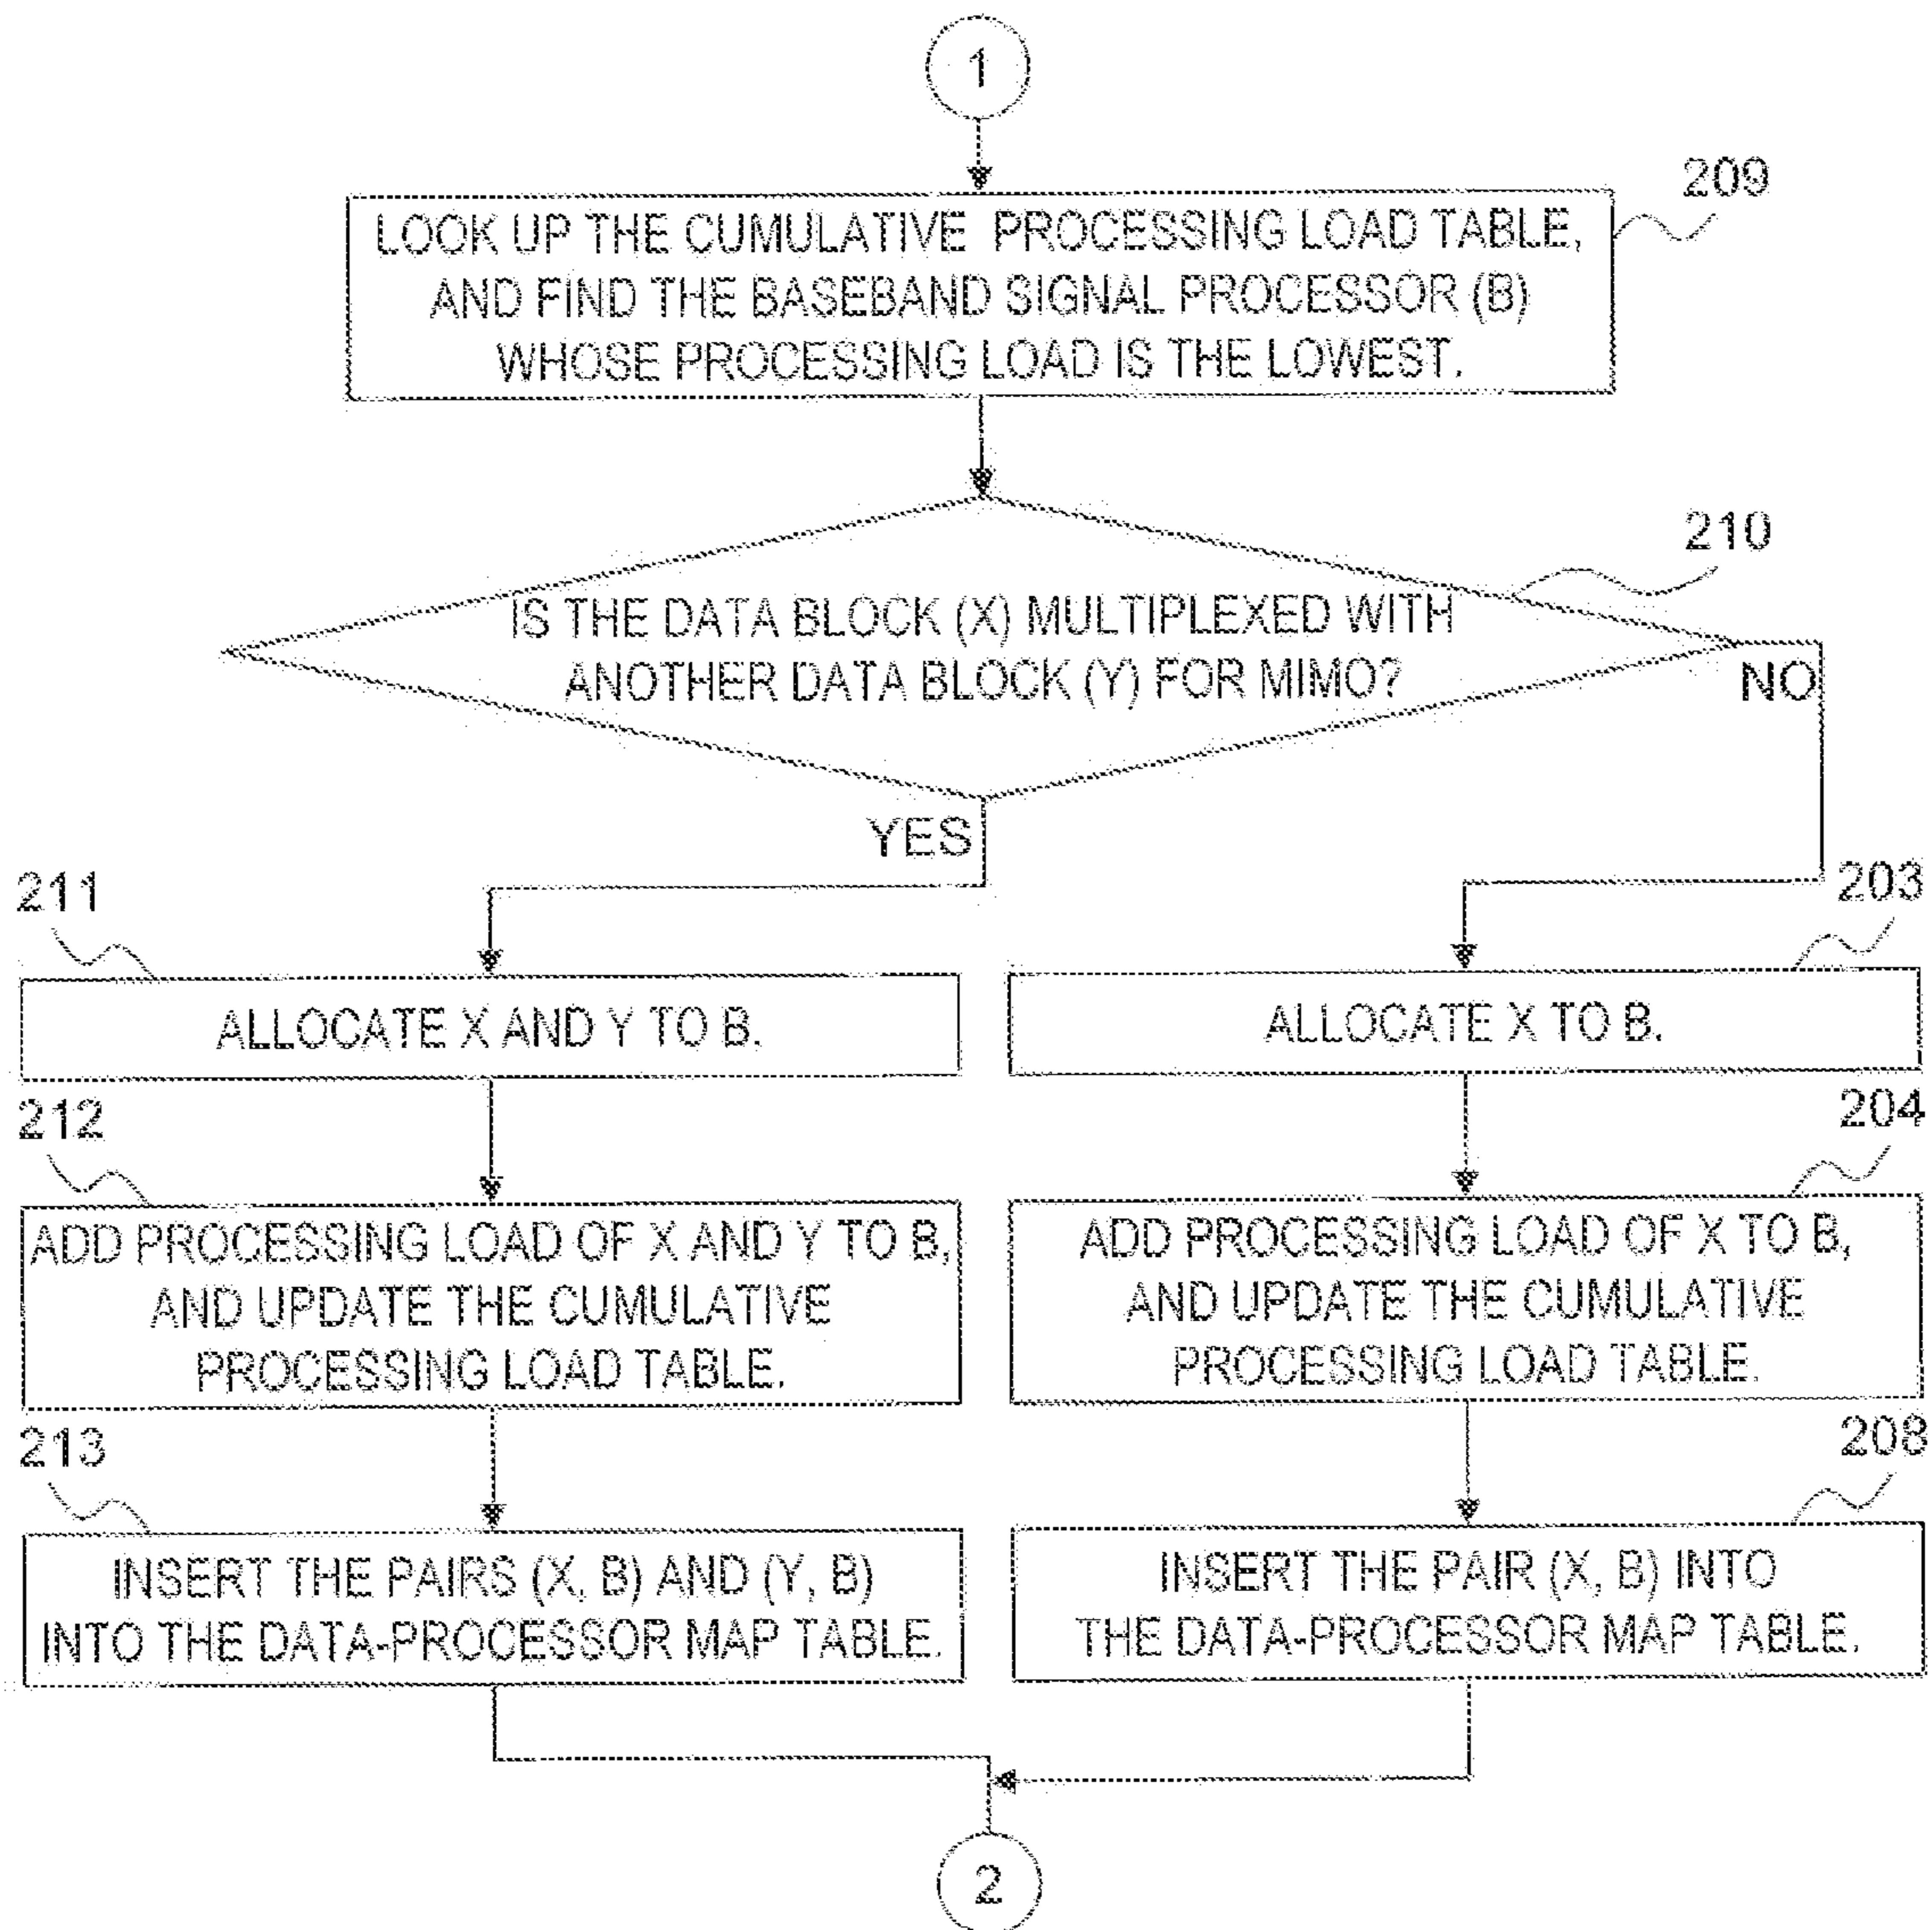 1
209
LOOK UP THE CUMULATIVE PROCESSING LOAD TABLE,
AND FIND THE BASEBAND SIGNAL PROCESSOR (B)
WHOSE PROCESSING LOAD IS THE LOWEST.
210
IS THE DATA BLOCK (X) MULTIPLEXED WITH
ANOTHER DATA BLOCK (Y) FOR MIMO?
NO
YES
211
ALLOCATE X AND Y TO B.
203
ALLOCATE X TO B.
212
ADD PROCESSING LOAD OF X AND Y TO B,
AND UPDATE THE CUMULATIVE
PROCESSING LOAD TABLE.
204
ADD PROCESSING LOAD OF X TO B,
AND UPDATE THE CUMULATIVE
PROCESSING LOAD TABLE.
213
INSERT THE PAIRS (X, B) AND (Y, B)
INTO THE DATA-PROCESSOR MAP TABLE.
208
INSERT THE PAIR (X, B) INTO
THE DATA-PROCESSOR MAP TABLE.
2